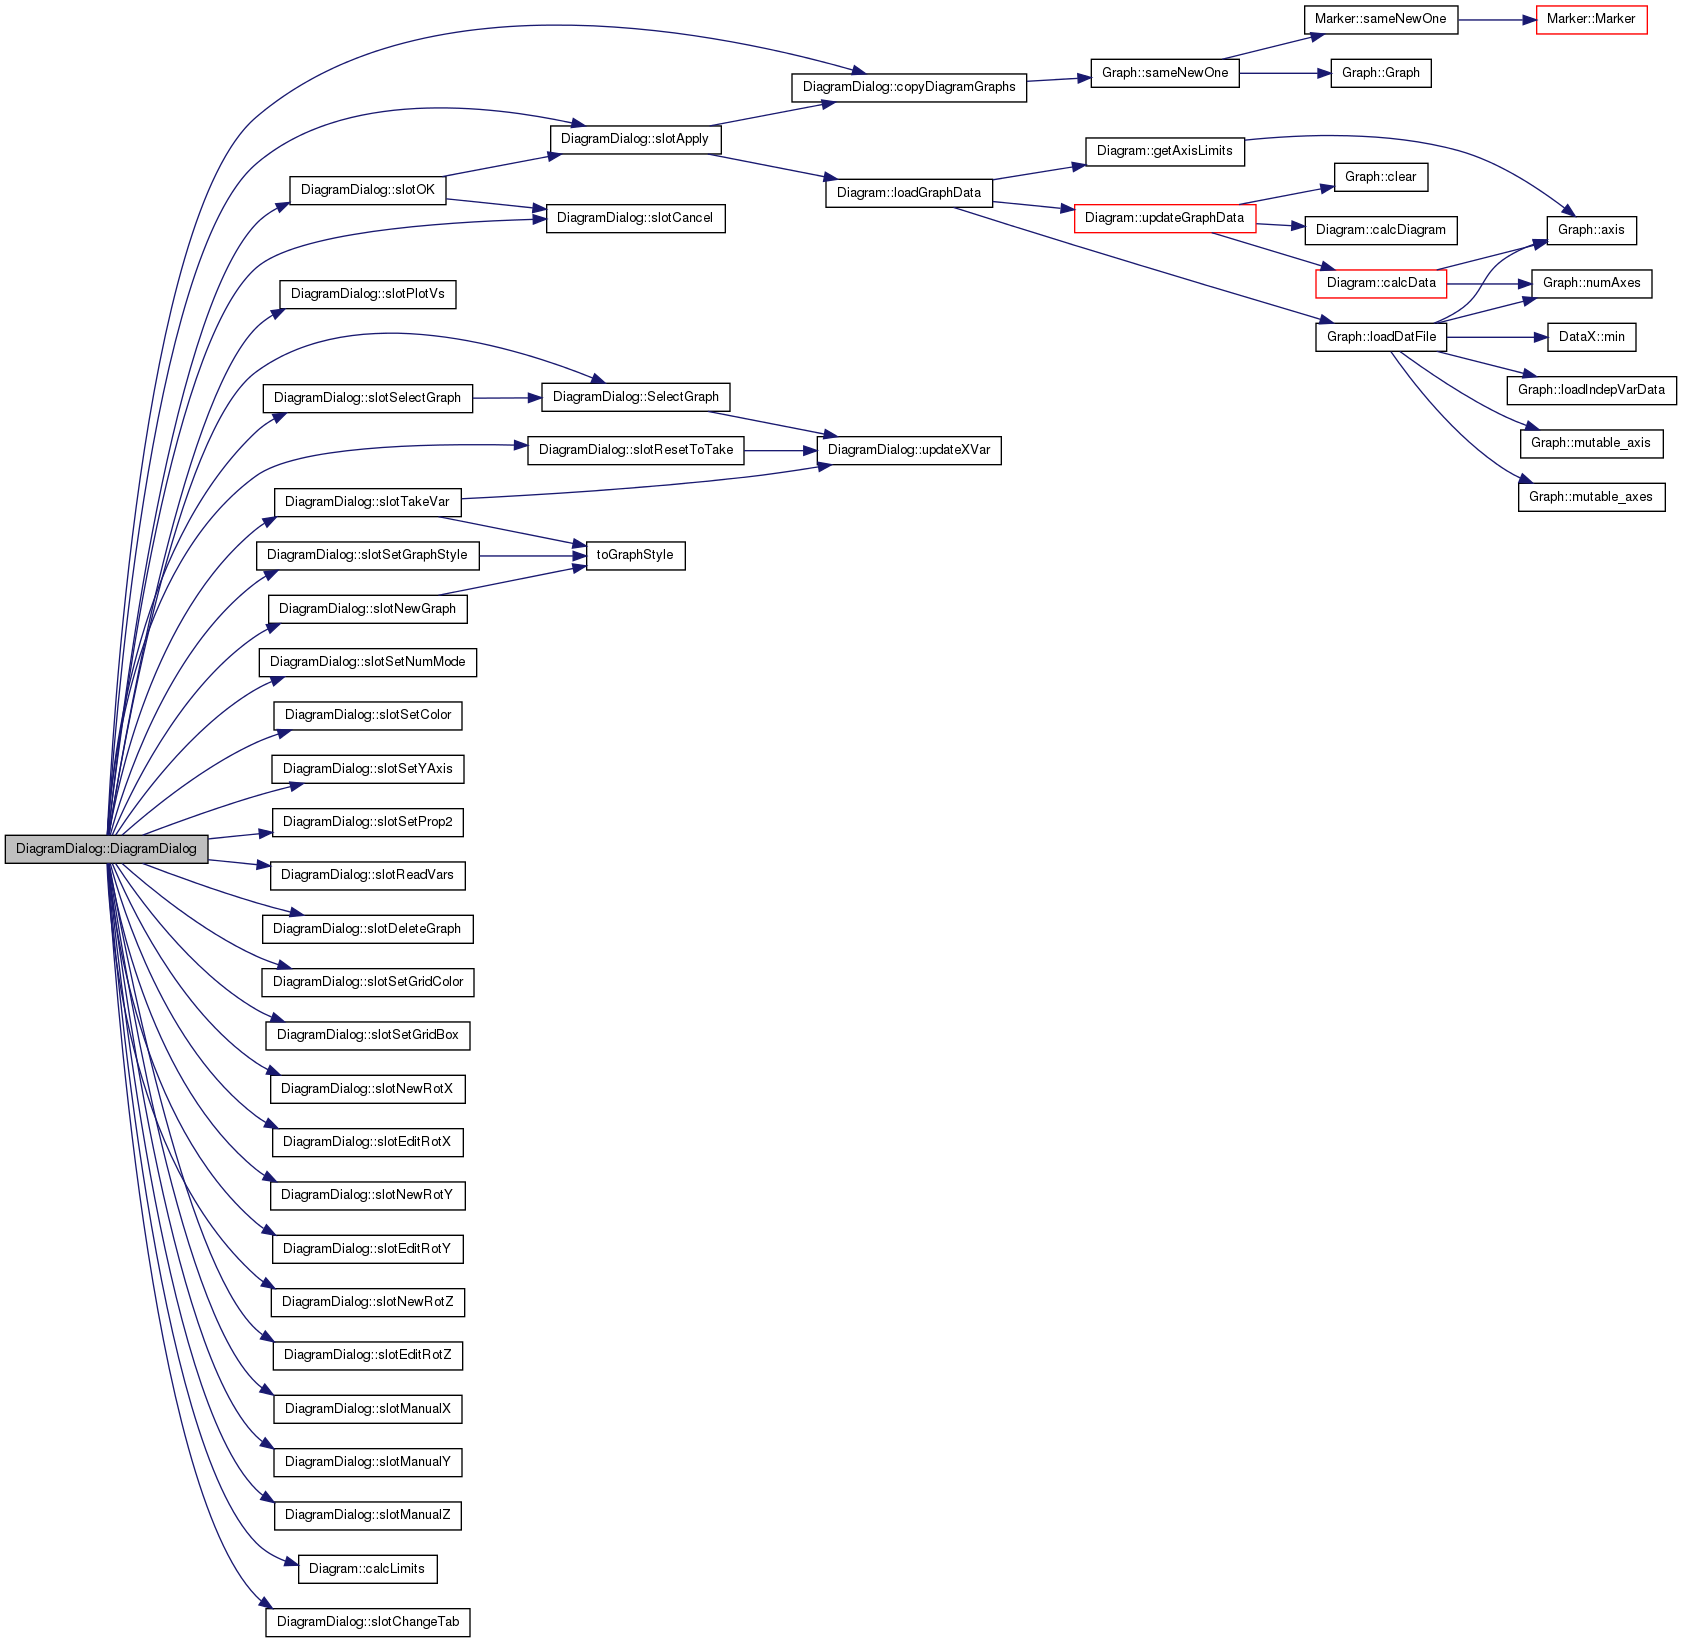 Marker::sameNewOne
Marker::Marker
Graph::sameNewOne
Graph::Graph
DiagramDialog::copyDiagramGraphs
DiagramDialog::slotApply
Diagram::getAxisLimits
Graph::clear
DiagramDialog::slotOK
Diagram::loadGraphData
DiagramDialog::slotCancel
Diagram::updateGraphData
Diagram::calcDiagram
Graph::axis
Diagram::calcData
Graph::numAxes
DiagramDialog::slotPlotVs
Graph::loadDatFile
DataX::min
DiagramDialog::slotSelectGraph
DiagramDialog::SelectGraph
Graph::loadIndepVarData
DiagramDialog::slotResetToTake
DiagramDialog::updateXVar
Graph::mutable_axis
DiagramDialog::slotTakeVar
Graph::mutable_axes
DiagramDialog::slotSetGraphStyle
toGraphStyle
DiagramDialog::slotNewGraph
DiagramDialog::slotSetNumMode
DiagramDialog::slotSetColor
DiagramDialog::slotSetYAxis
DiagramDialog::slotSetProp2
DiagramDialog::DiagramDialog
DiagramDialog::slotReadVars
DiagramDialog::slotDeleteGraph
DiagramDialog::slotSetGridColor
DiagramDialog::slotSetGridBox
DiagramDialog::slotNewRotX
DiagramDialog::slotEditRotX
DiagramDialog::slotNewRotY
DiagramDialog::slotEditRotY
DiagramDialog::slotNewRotZ
DiagramDialog::slotEditRotZ
DiagramDialog::slotManualX
DiagramDialog::slotManualY
DiagramDialog::slotManualZ
Diagram::calcLimits
DiagramDialog::slotChangeTab